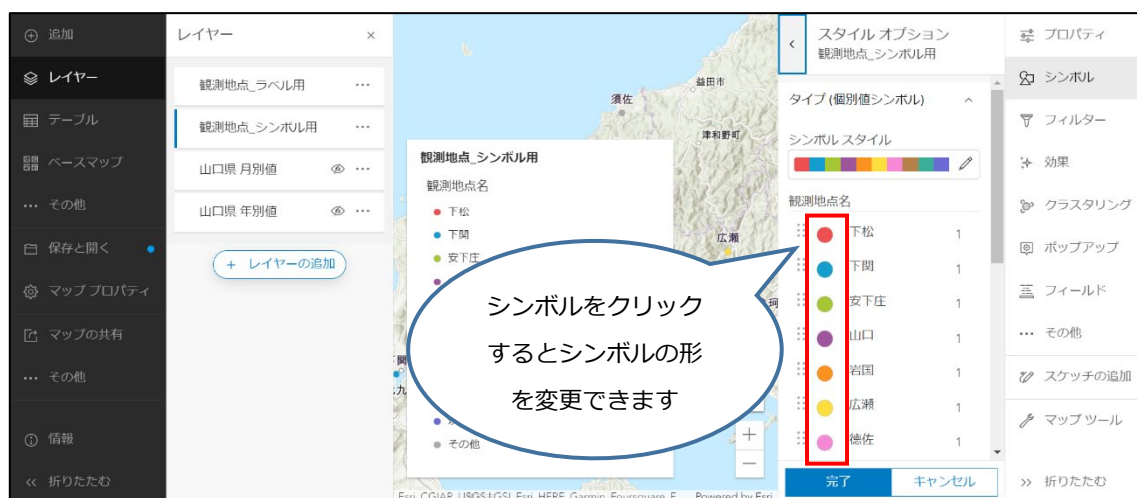 追加
レイヤー
テーブル
ベースマップ
その他
保存と開く
マップ プロパティ
マップの共有
その他
情報
折りたたむ
レイヤー
観測地点_ラベル用
観測地点_シンボル用
山口県 月別値
山口県 年別値
+ レイヤーの追加
益田市
須佐
津和野町
広瀬
観測地点_シンボル用
観測地点名
下松
下関
安下庄
その他
シンボルをクリック
するとシンボルの形
を変更できます
Powered by Esri
スタイル オプション
観測地点_シンボル用
タイプ (個別値シンボル)
シンボル スタイル
観測地点名
下松 1
下関 1
安下庄 1
山口 1
岩国 1
広瀬 1
徳佐 1
完了 キャンセル
プロパティ
シンボル
フィルター
効果
クラスタリング
ポップアップ
フィールド
その他
スケッチの追加
マップ ツール
折りたたむ